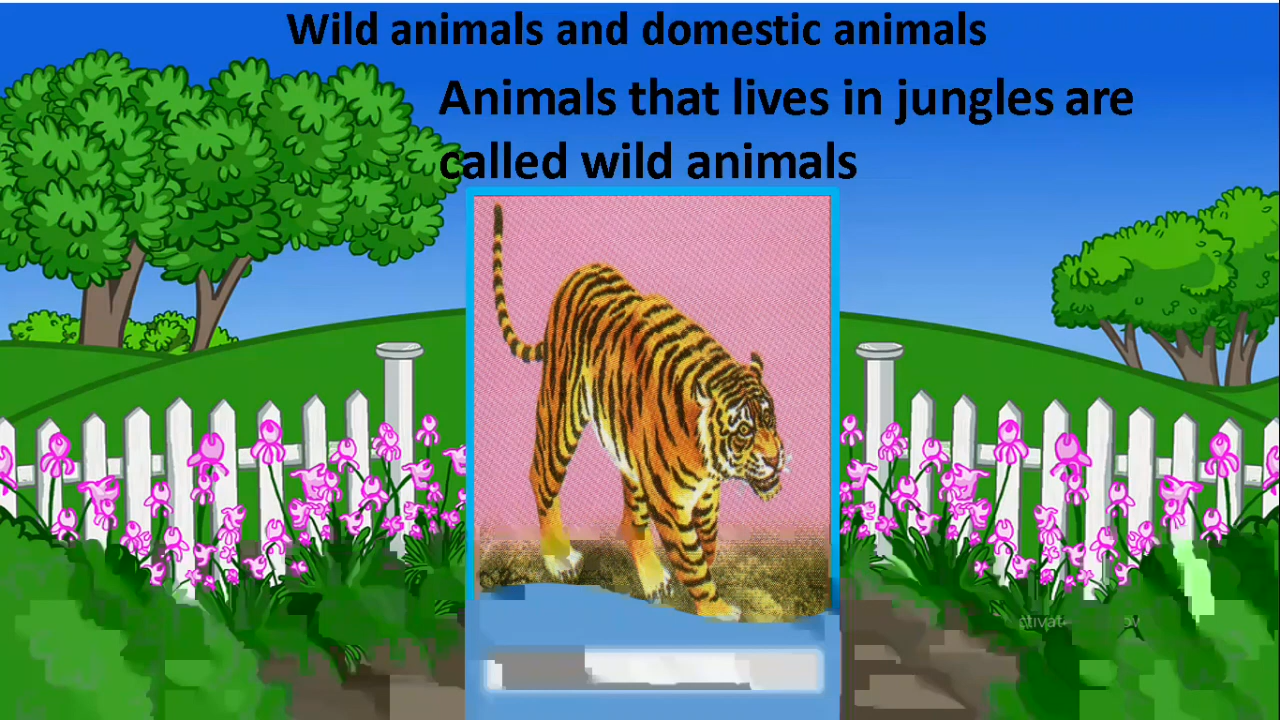 Wild animals and domestic animals
Animals that lives in jungles are
called wild animals